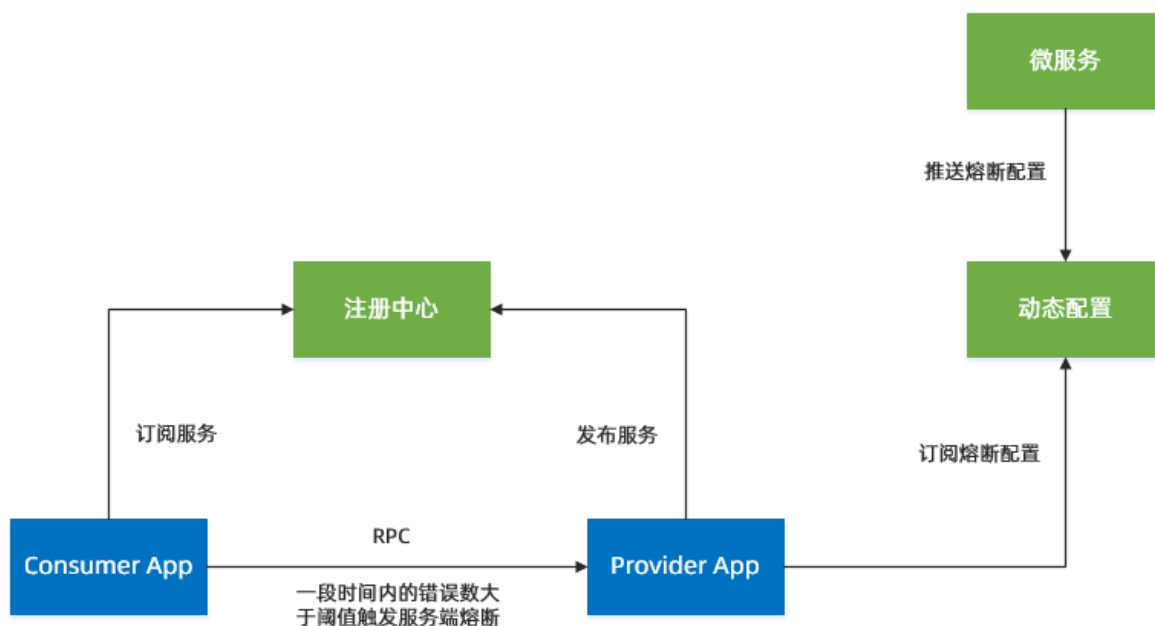 微服务
推送熔断配置
注册中心
动态配置
订阅服务
发布服务
订阅熔断配置
RPC
Consumer App
Provider App
一段时间内的错误数大
于阈值触发服务端熔断